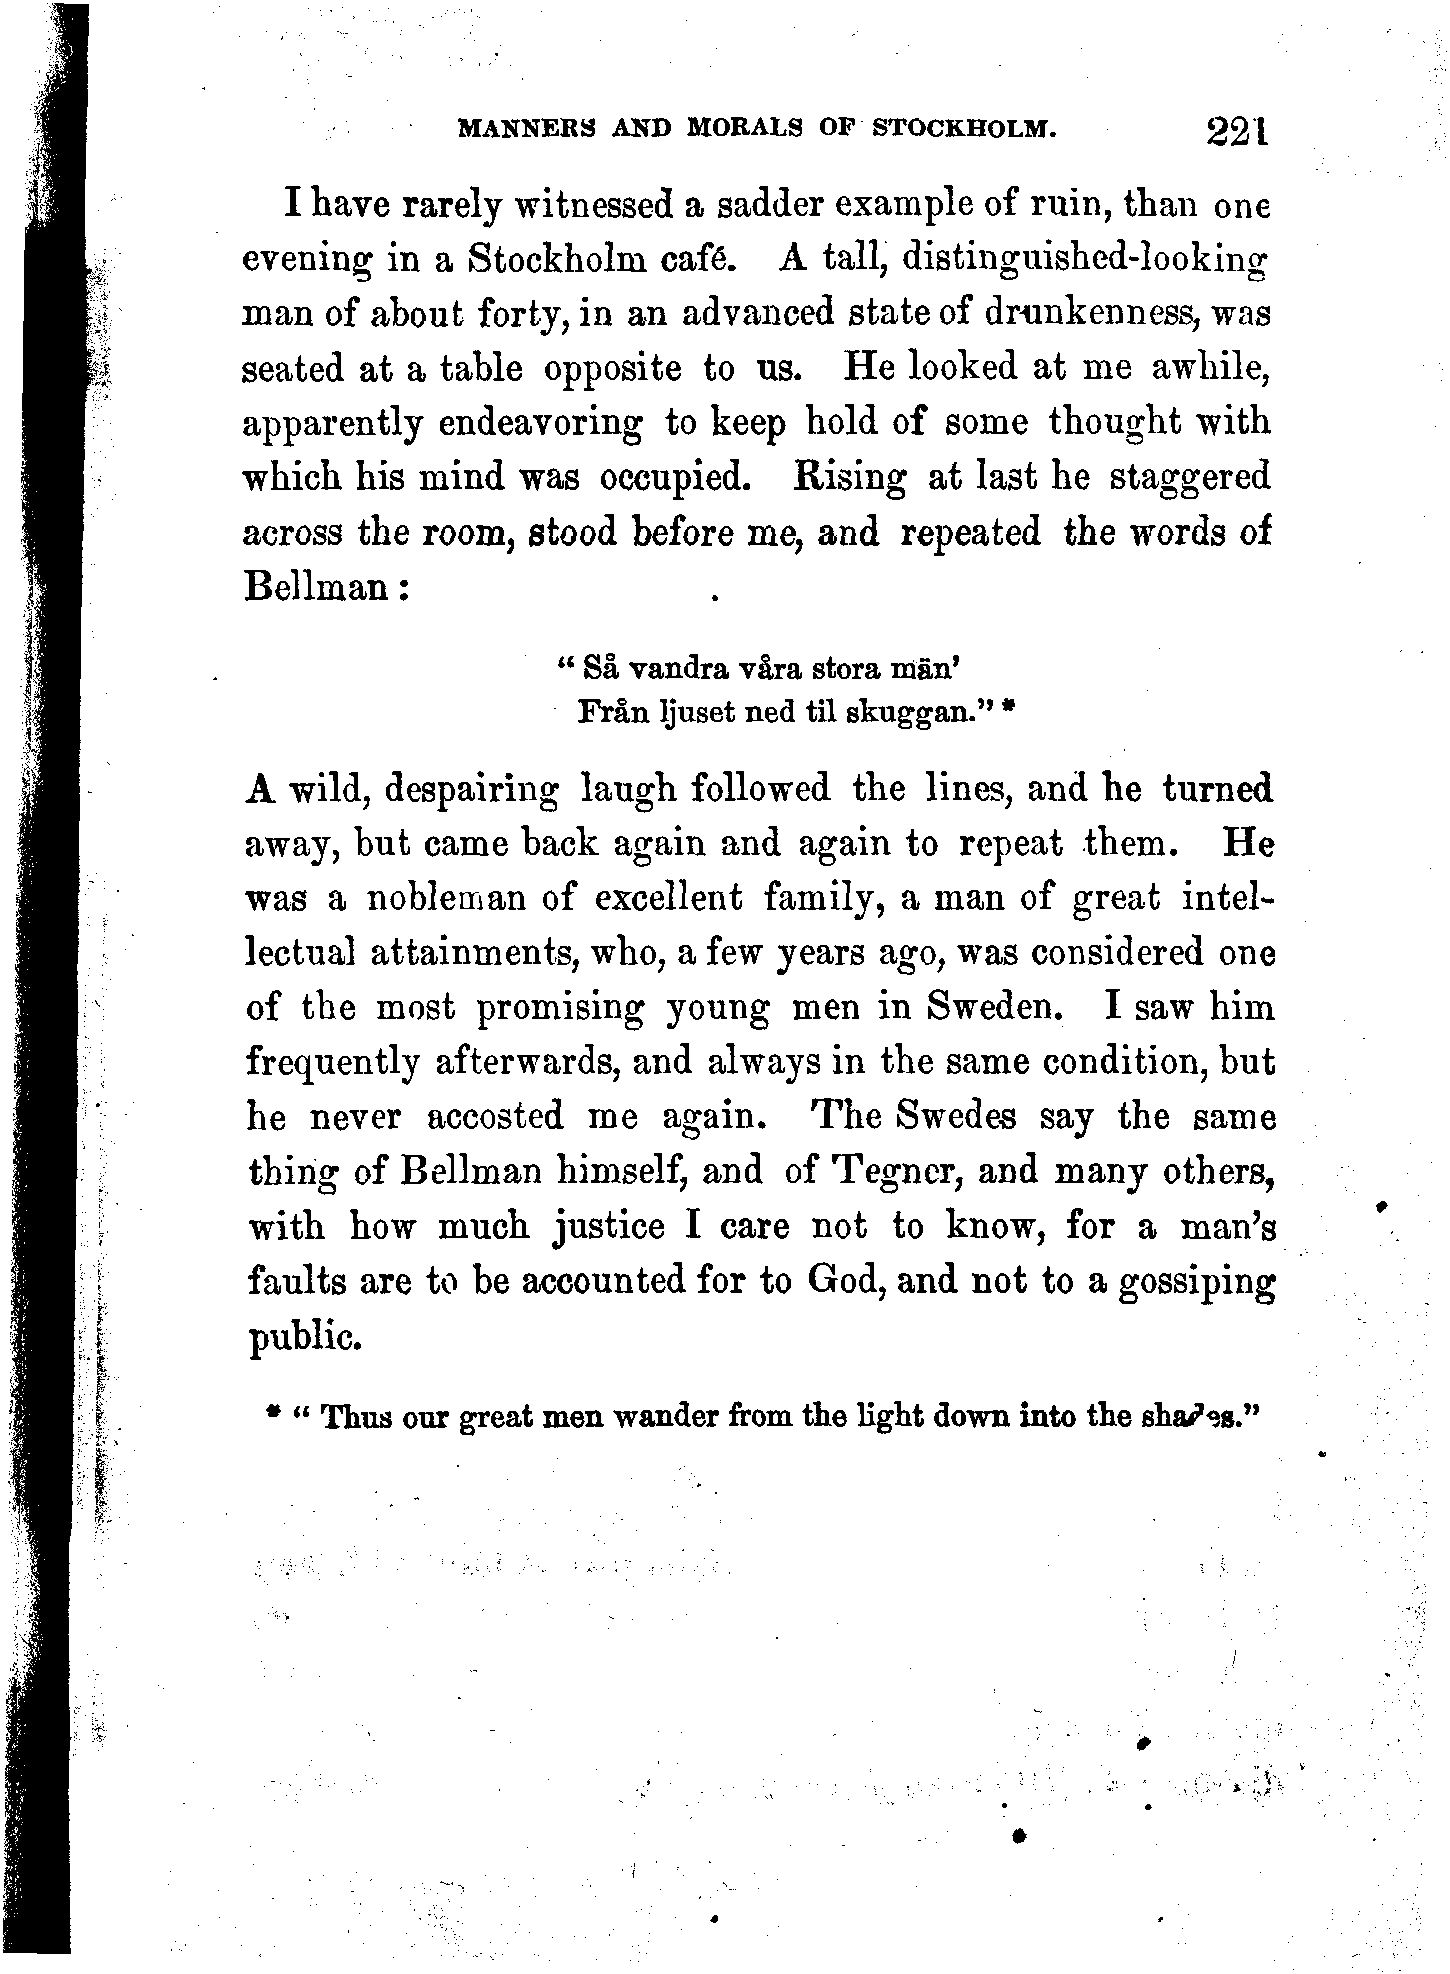 MANNERS AND MORALS OF STOCKHOLM. 221
I have rarely witnessed a sadder example of ruin, than one
evening in a Stockholm café. A tall, distinguished-looking
man of about forty, in an advanced state of drunkenness, was
seated at a table opposite to us. He looked at me awhile,
apparently endeavoring to keep hold of some thought with
which his mind was occupied. Rising at last he staggered
across the room, stood before me, and repeated the words of
Bellman :
“ Så vandra våra stora män’
Från ljuset ned til skuggan.” *
A wild, despairing laugh followed the lines, and he turned
away, but came back again and again to repeat them. He
was a nobleman of excellent family, a man of great intel-
lectual attainments, who, a few years ago, was considered one
of the most promising young men in Sweden. I saw him
frequently afterwards, and always in the same condition, but
he never accosted me again. The Swedes say the same
thing of Bellman himself, and of Tegner, and many others,
with how much justice I care not to know, for a man’s
faults are to be accounted for to God, and not to a gossiping
public.
* “ Thus our great men wander from the light down into the shades.”